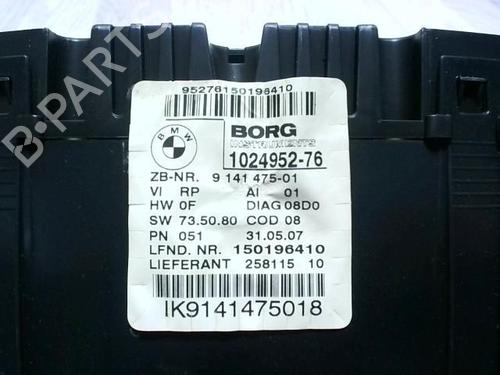 B-PARTS
95276150196410
BMW
BORG
INSTRUMENTS
1024952-76
ZB-NR. 9 141 475-01
VI RP AI 01
HW 0F DIAG 08D0
SW 73.50.80 COD 08
PN 051 31.05.07
LFND. NR. 150196410
LIEFERANT 258115 10
IK9141475018